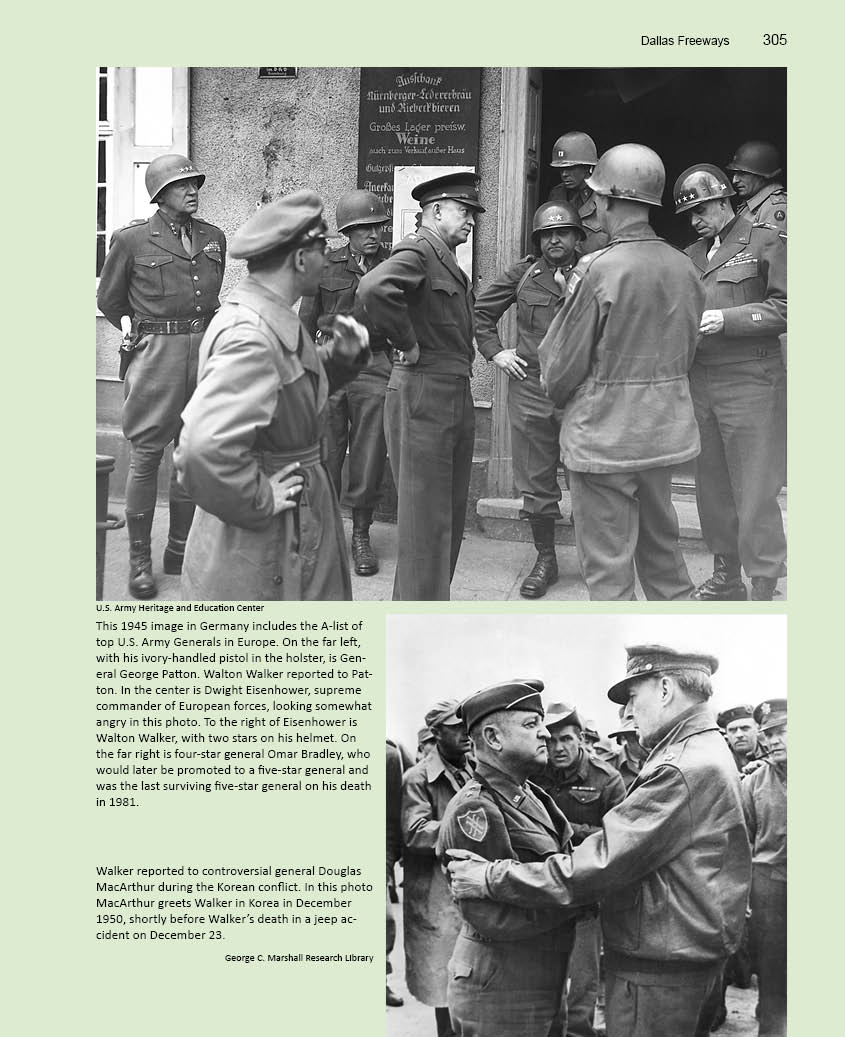 Dallas Freeways 305
Ausschank
Nürnberger-Ledererbräu
und Riebeckbieren
Großes Lager preisw.
Weine
auch zum Verkauf außer Haus
U.S. Army Heritage and Education Center
This 1945 image in Germany includes the A-list of
top U.S. Army Generals in Europe. On the far left,
with his ivory-handled pistol in the holster, is Gen-
eral George Patton. Walton Walker reported to Pat-
ton. In the center is Dwight Eisenhower, supreme
commander of European forces, looking somewhat
angry in this photo. To the right of Eisenhower is
Walton Walker, with two stars on his helmet. On
the far right is four-star general Omar Bradley, who
would later be promoted to a five-star general and
was the last surviving five-star general on his death
in 1981.
Walker reported to controversial general Douglas
MacArthur during the Korean conflict. In this photo
MacArthur greets Walker in Korea in December
1950, shortly before Walker's death in a jeep ac-
cident on December 23.
George C. Marshall Research Library